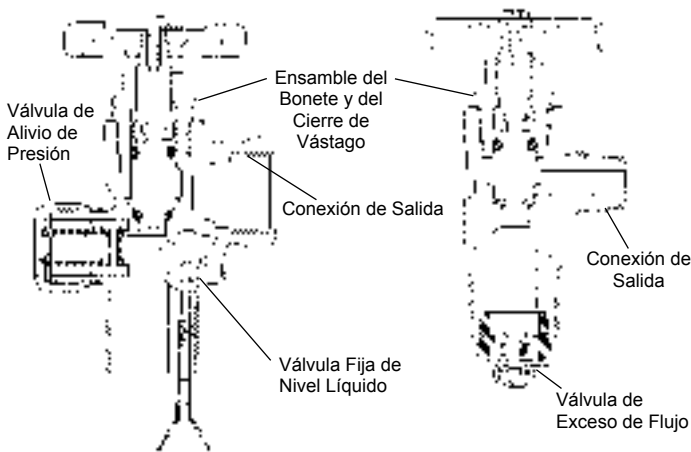 Ensamble del
Bonete y del
Cierre de
Vástago
Válvula de
Alivio de
Presión
Conexión de Salida
Conexión de
Salida
Válvula Fija de
Nivel Líquido
Válvula de
Exceso de Flujo